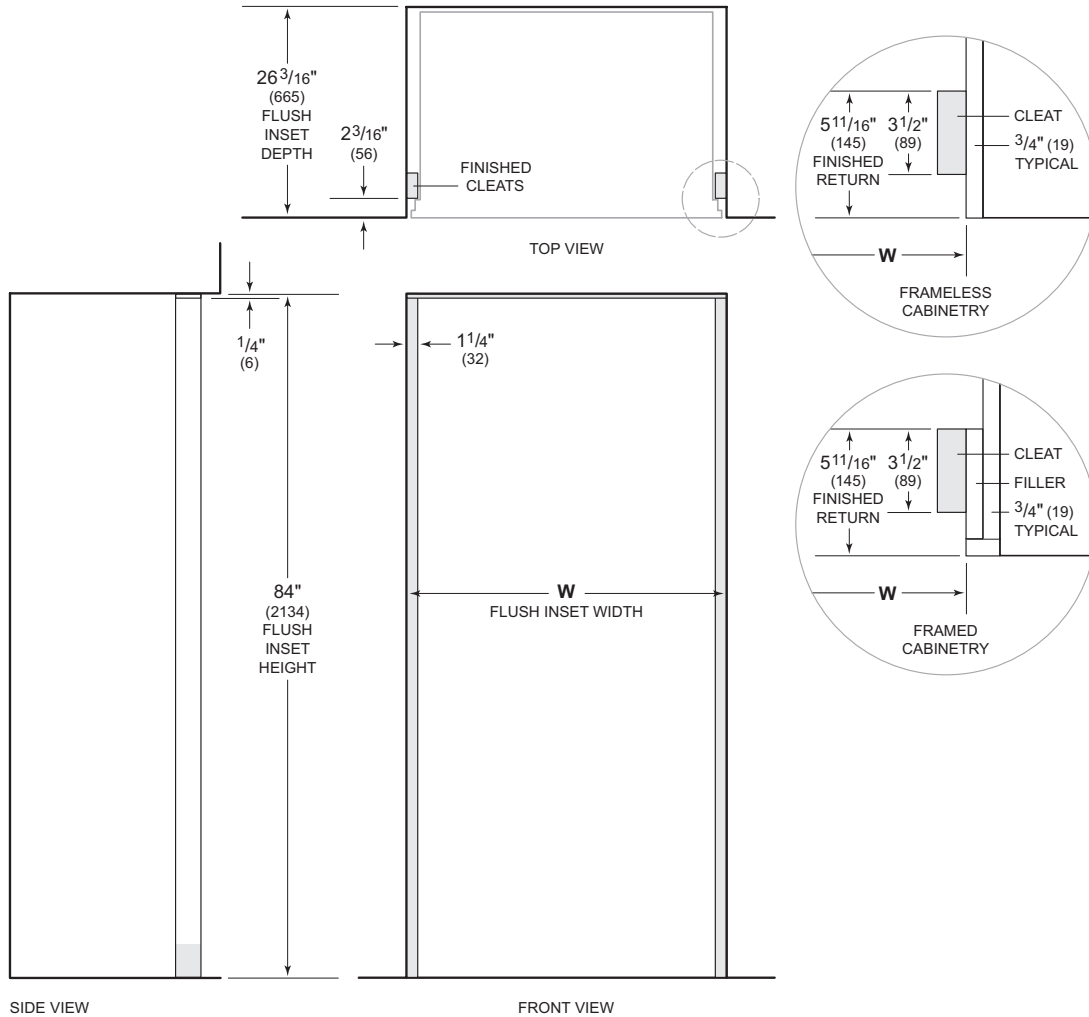 26 3/16"
(665)
FLUSH
INSET
DEPTH
2 3/16"
(56)
FINISHED
CLEATS
TOP VIEW
5 11/16"
(145)
FINISHED
RETURN
3 1/2"
(89)
CLEAT
3/4" (19)
TYPICAL
W
FRAMELESS
CABINETRY
1/4"
(6)
1 1/4"
(32)
84"
(2134)
FLUSH
INSET
HEIGHT
W
FLUSH INSET WIDTH
5 11/16"
(145)
FINISHED
RETURN
3 1/2"
(89)
CLEAT
FILLER
3/4" (19)
TYPICAL
W
FRAMED
CABINETRY
SIDE VIEW
FRONT VIEW